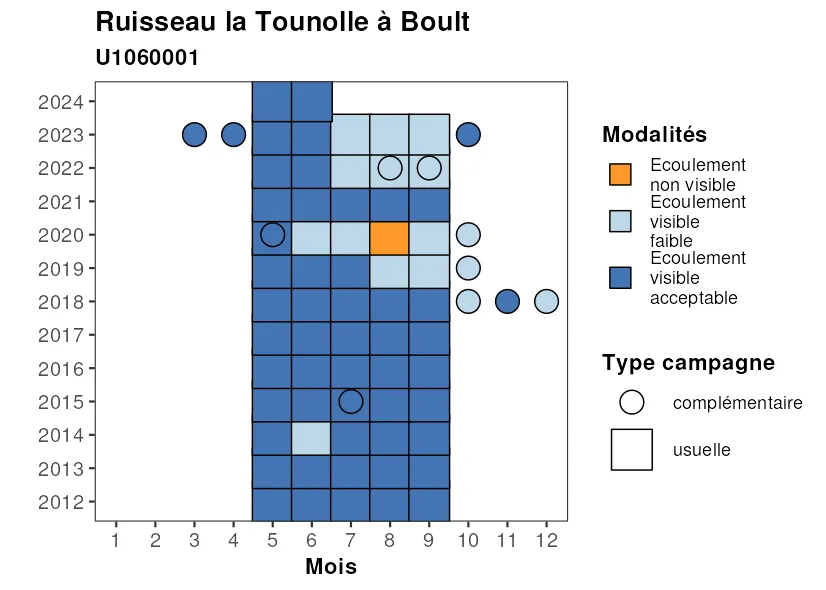 Ruisseau la Tounolle à Boult
U1060001
2024
2023
2022
2021
2020
2019
2018
2017
2016
2015
2014
2013
2012
1 2 3 4 5 6 7 8 9 10 11 12
Mois
Modalités
Ecoulement
non visible
Ecoulement
visible
faible
Ecoulement
visible
acceptable
Type campagne
complémentaire
usuelle